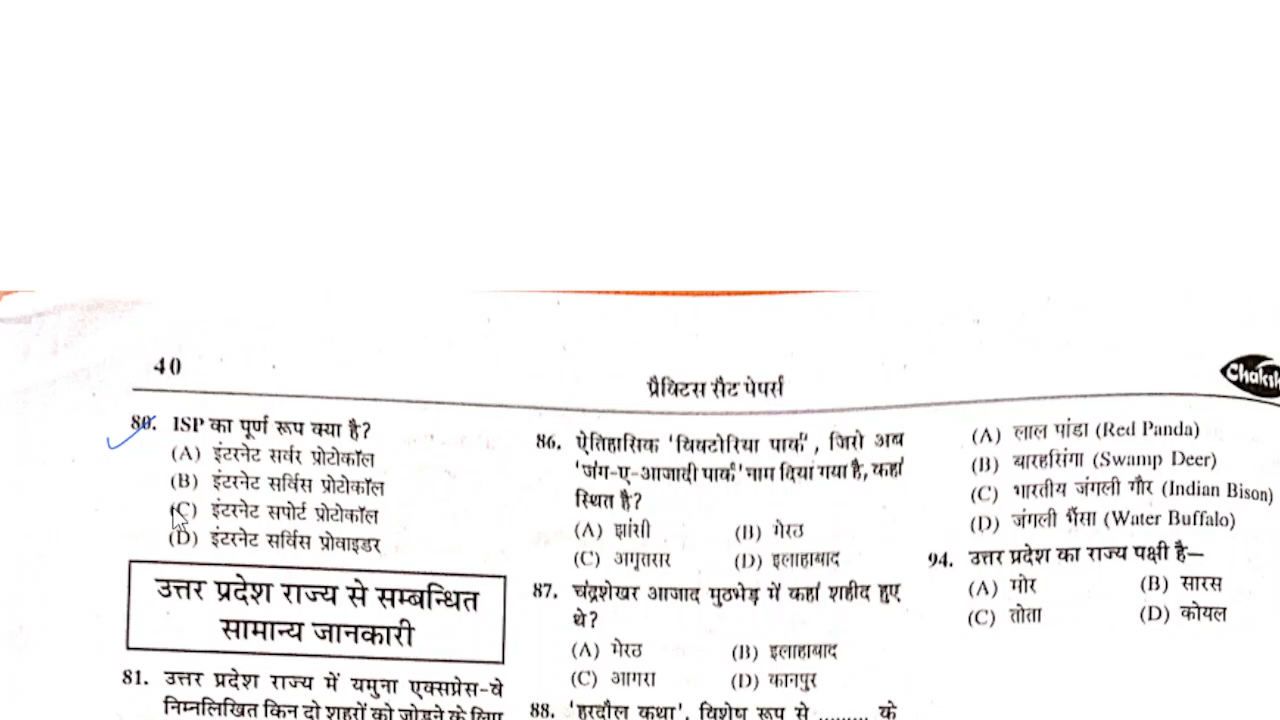 40
प्रैक्टिस सैट पेपर्स
80. ISP का पूर्ण रूप क्या है?
(A) इंटरनेट सर्वर प्रोटोकॉल
(B) इंटरनेट सर्विस प्रोटोकॉल
(C) इंटरनेट सपोर्ट प्रोटोकॉल
(D) इंटरनेट सर्विस प्रोवाइडर
उत्तर प्रदेश राज्य से सम्बन्धित
सामान्य जानकारी
81. उत्तर प्रदेश राज्य में यमुना एक्सप्रेस-वे
निम्नलिखित किन दो शहरों को जोड़ने के लिए
86. ऐतिहासिक 'विक्टोरिया पार्क', जिसे अब
'जंग-ए-आजादी पार्क' नाम दिया गया है, कहां
स्थित है?
(A) झांसी (B) मेरठ
(C) अमृतसर (D) इलाहाबाद
87. चंद्रशेखर आजाद मुठभेड़ में कहां शहीद हुए
थे?
(A) मेरठ (B) इलाहाबाद
(C) आगरा (D) कानपुर
88. 'हरदौल कथा', विशेष रूप से ......... के
(A) लाल पांडा (Red Panda)
(B) बारहसिंगा (Swamp Deer)
(C) भारतीय जंगली गौर (Indian Bison)
(D) जंगली भैंसा (Water Buffalo)
94. उत्तर प्रदेश का राज्य पक्षी है—
(A) मोर (B) सारस
(C) तोता (D) कोयल